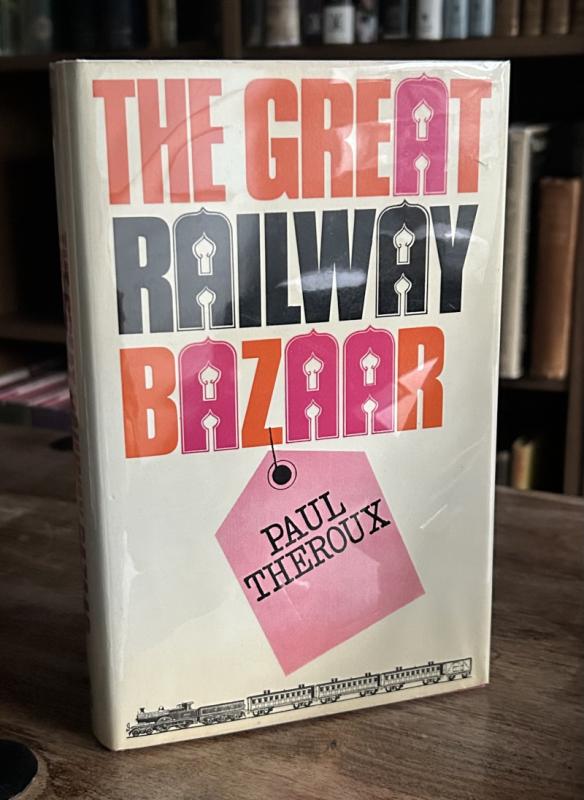 THE GREAT
RAILWAY
BAZAAR
PAUL
THEROUX